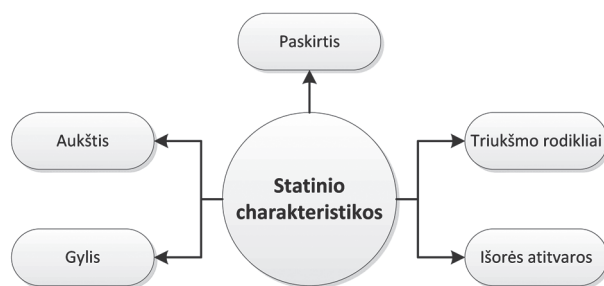 Paskirtis
Aukštis
Triukšmo rodikliai
Statinio
charakteristikos
Gylis
Išorės atitvaros